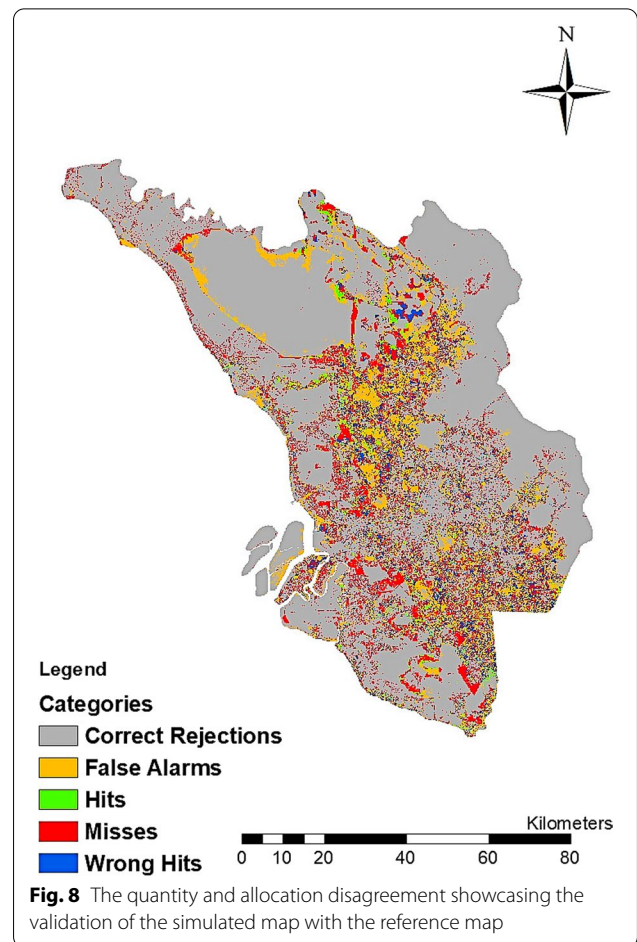 N
Legend
Categories
Correct Rejections
False Alarms
Hits
Misses
Wrong Hits
Kilometers
0 10 20 40 60 80
Fig. 8 The quantity and allocation disagreement showcasing the
validation of the simulated map with the reference map